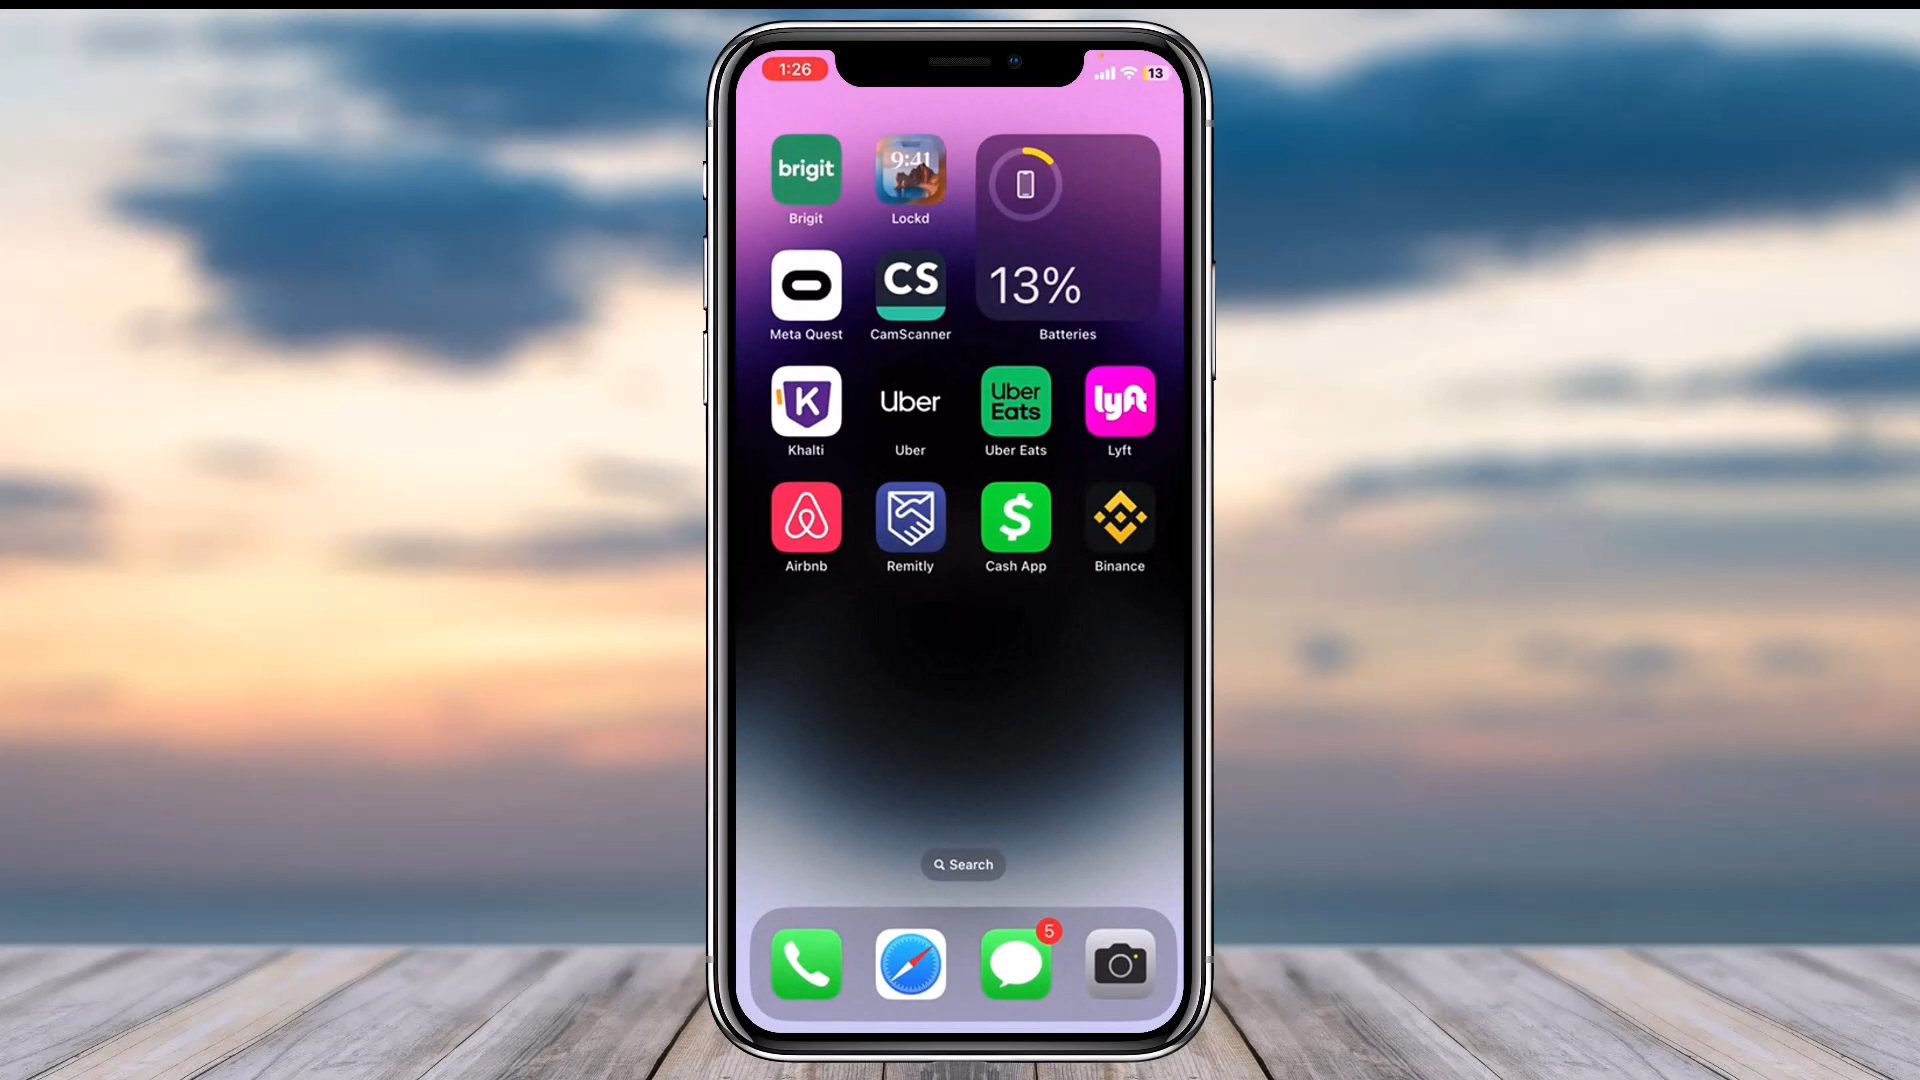 1:26
13
brigit
9:41
Brigit
Lockd
CS
13%
Meta Quest
CamScanner
Batteries
K
Uber
Uber
Eats
lyft
Khalti
Uber
Uber Eats
Lyft
$
Airbnb
Remitly
Cash App
Binance
Search
5